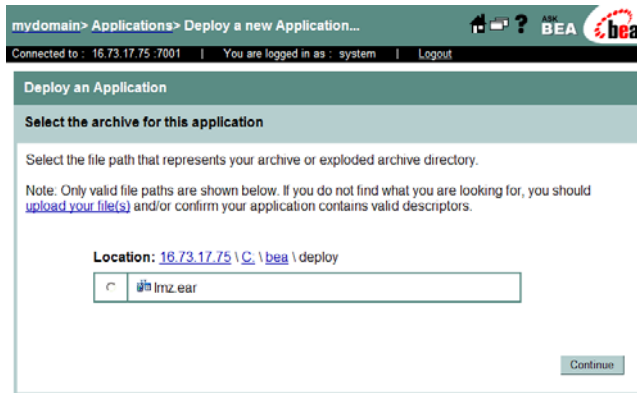 mydomain> Applications> Deploy a new Application...
? ASK BEA bea
Connected to : 16.73.17.75 :7001 | You are logged in as : system | Logout
Deploy an Application
Select the archive for this application
Select the file path that represents your archive or exploded archive directory.
Note: Only valid file paths are shown below. If you do not find what you are looking for, you should
upload your file(s) and/or confirm your application contains valid descriptors.
Location: 16.73.17.75 \ C: \ bea \ deploy
lmz.ear
Continue